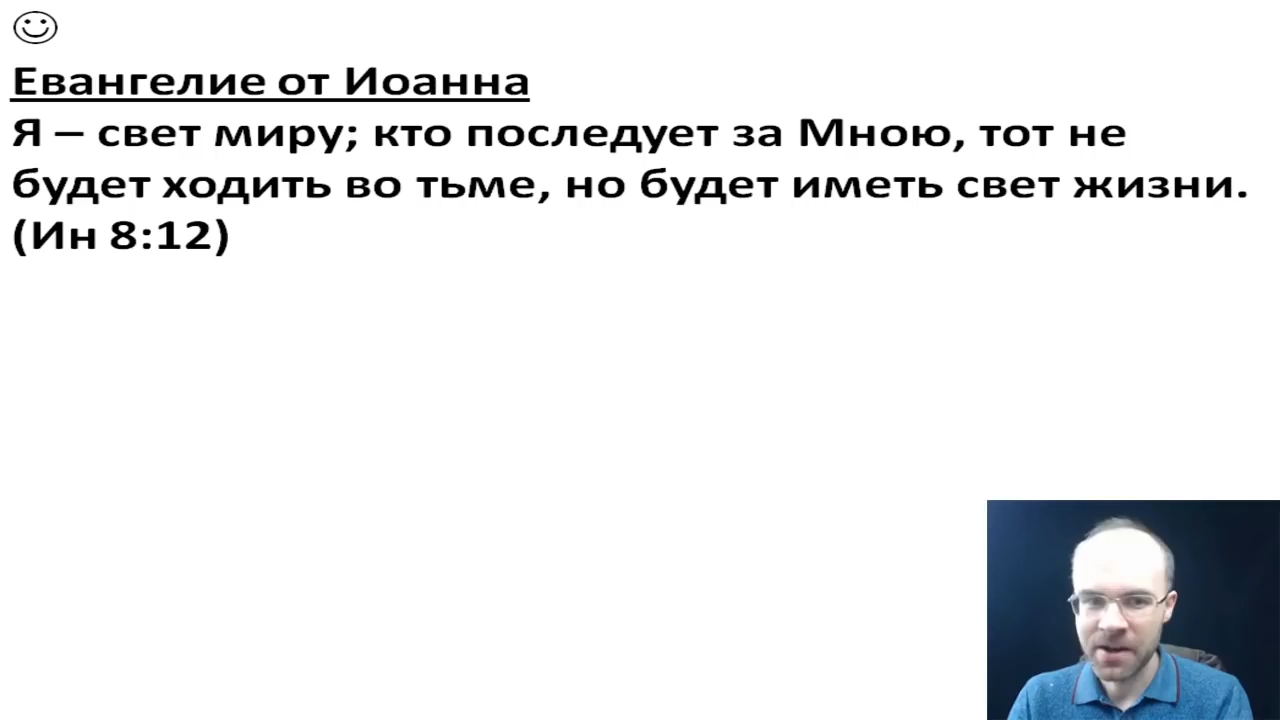 Евангелие от Иоанна
Я – свет миру; кто последует за Мною, тот не
будет ходить во тьме, но будет иметь свет жизни.
(Ин 8:12)